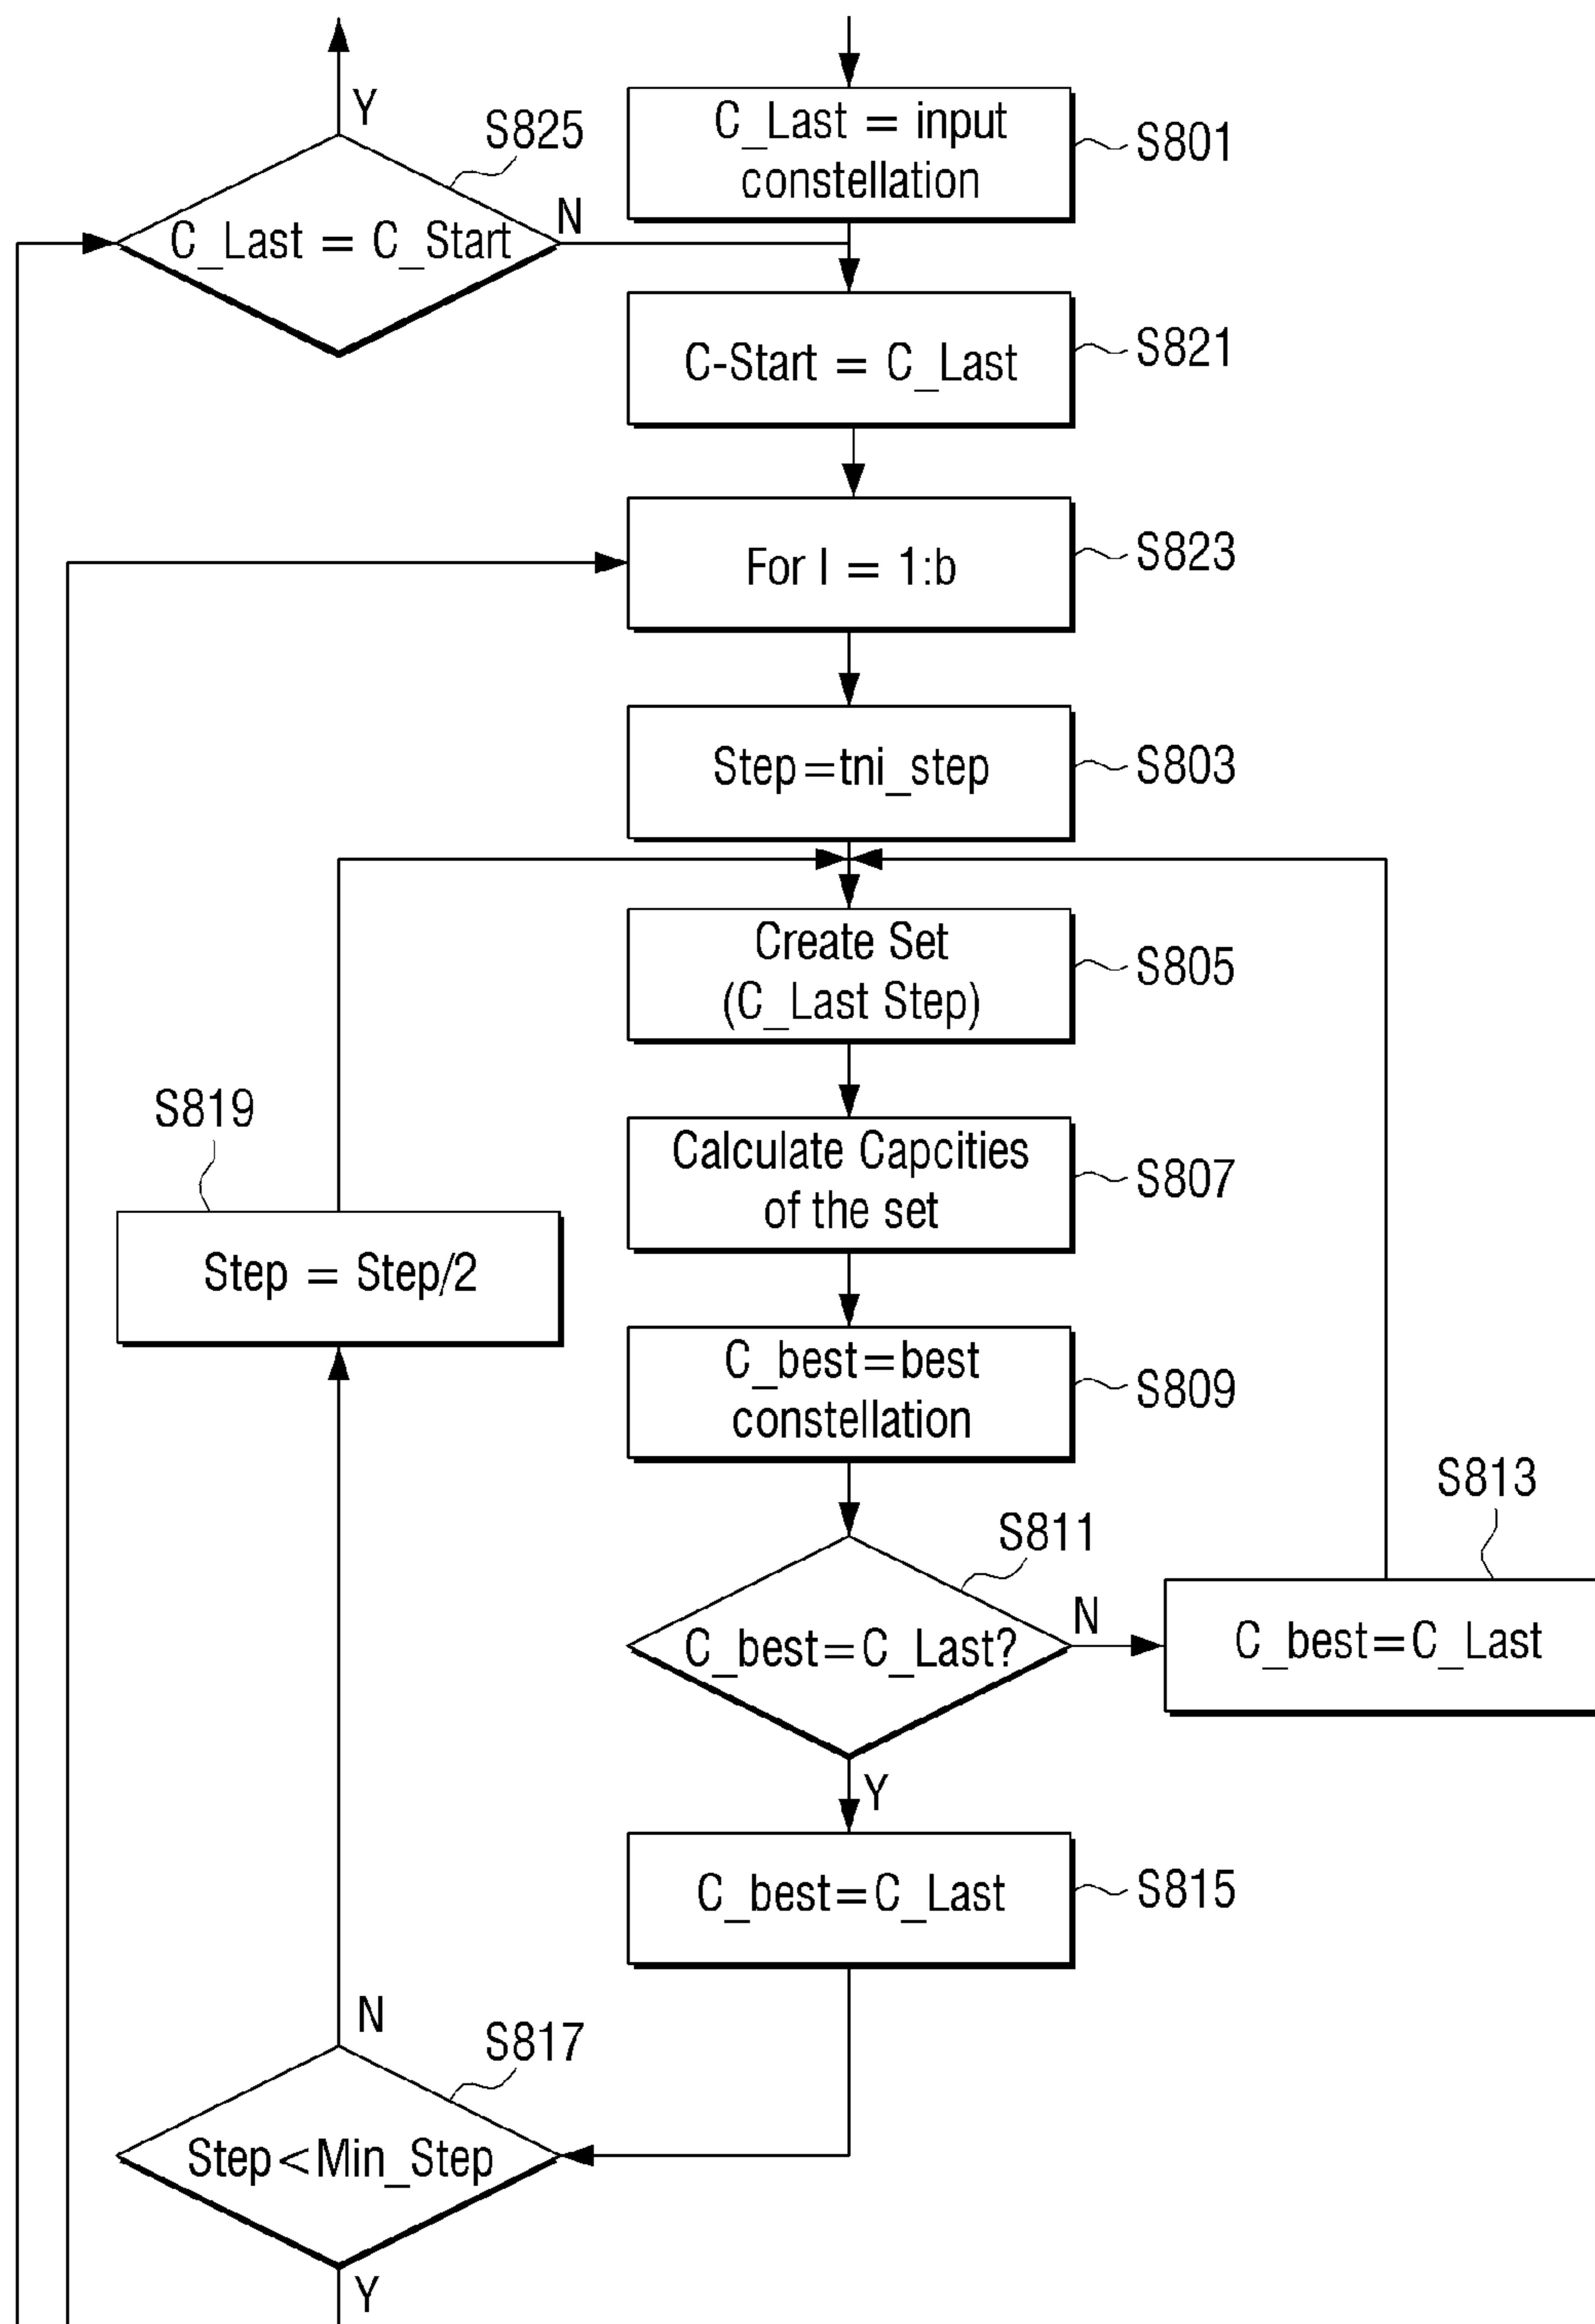 Y
S825
C_Last = C_Start
N
C_Last = input
constellation
S801
C-Start = C_Last
S821
For I = 1:b
S823
Step=tni_step
S803
Create Set
(C_Last Step)
S805
S819
Step = Step/2
Calculate Capcities
of the set
S807
C_best=best
constellation
S809
S811
C_best=C_Last?
N
S813
C_best=C_Last
Y
C_best=C_Last
S815
N
S817
Step<Min_Step
Y